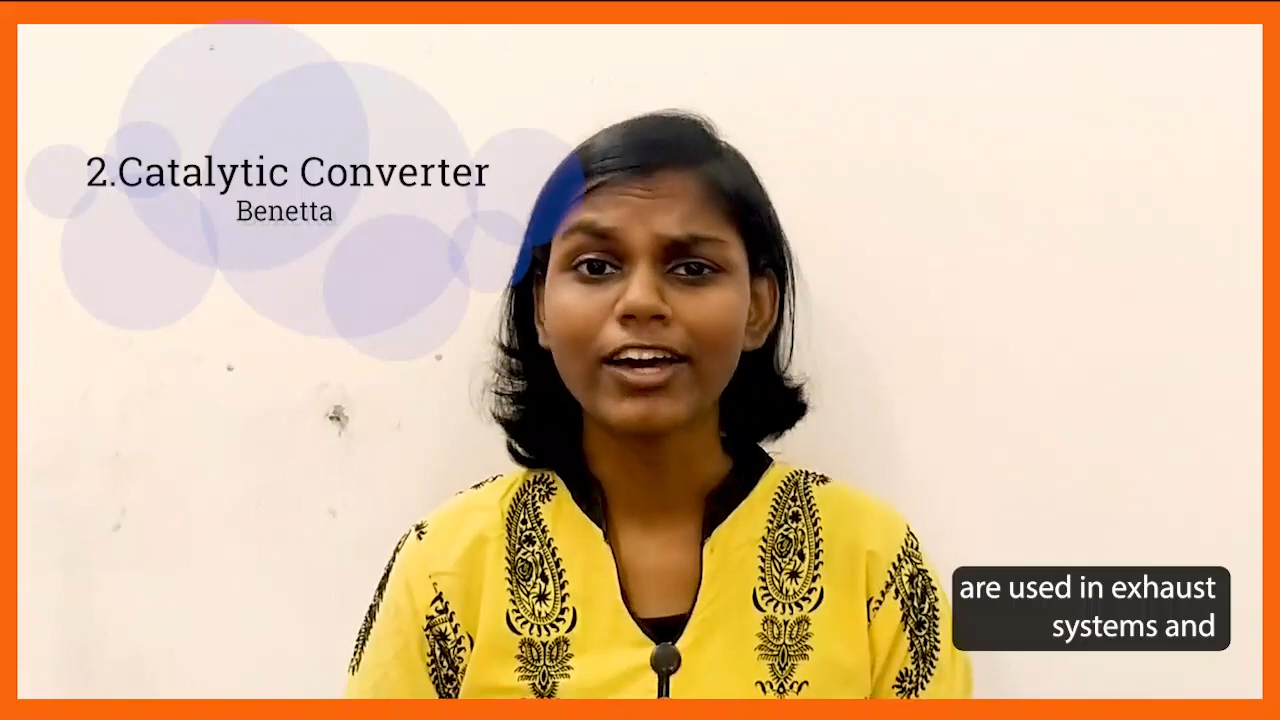 2.Catalytic Converter
Benetta
are used in exhaust
systems and